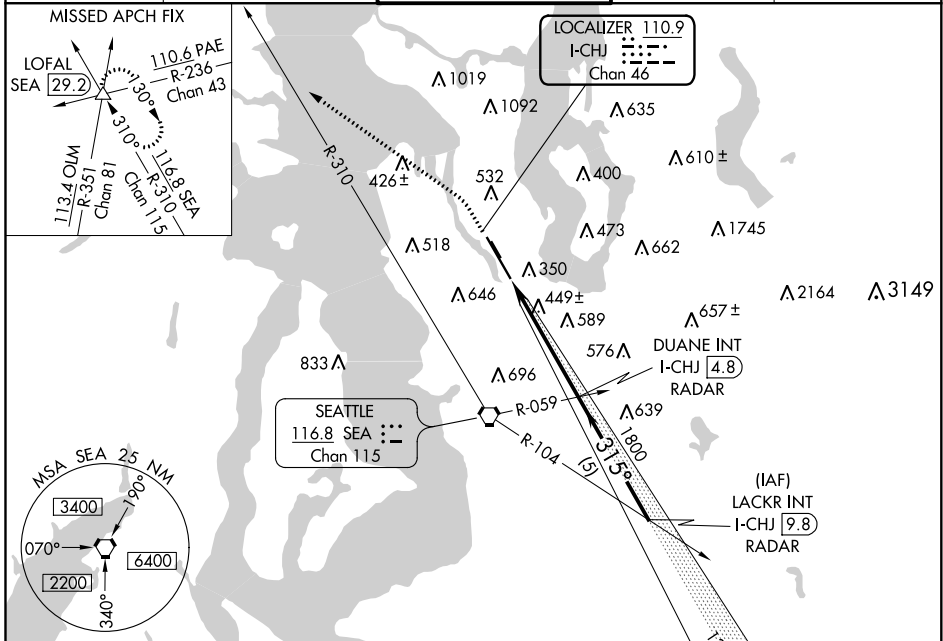 MISSED APCH FIX
LOFAL
SEA 29.2
110.6 PAE
R-236
Chan 43
130°
310°
113.4 OLM
R-351
Chan 81
116.8 SEA
R-310
Chan 115
LOCALIZER 110.9
I-CHJ
Chan 46
1019
1092
635
R-310
610 ±
426 ±
532
400
518
473
662
1745
350
646
449 ±
589
657 ±
2164
3149
833
576
DUANE INT
I-CHJ 4.8
RADAR
696
SEATTLE
116.8 SEA
Chan 115
R-059
639
R-104
1800
(5)
315°
(IAF)
LACKR INT
I-CHJ 9.8
RADAR
MSA SEA 25 NM
3400
190°
070°
6400
2200
340°